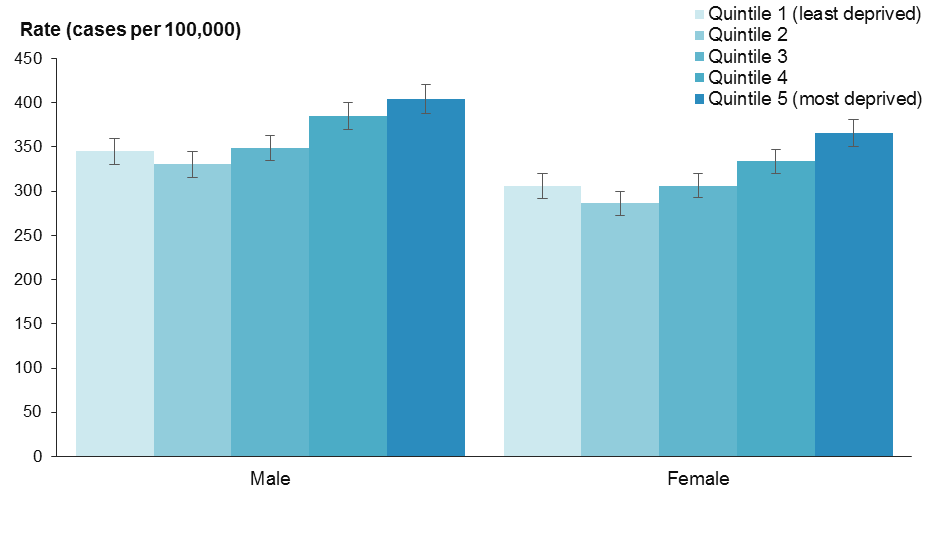 Rate (cases per 100,000)
Quintile 1 (least deprived)
Quintile 2
Quintile 3
Quintile 4
Quintile 5 (most deprived)
450
400
350
300
250
200
150
100
50
0
Male
Female